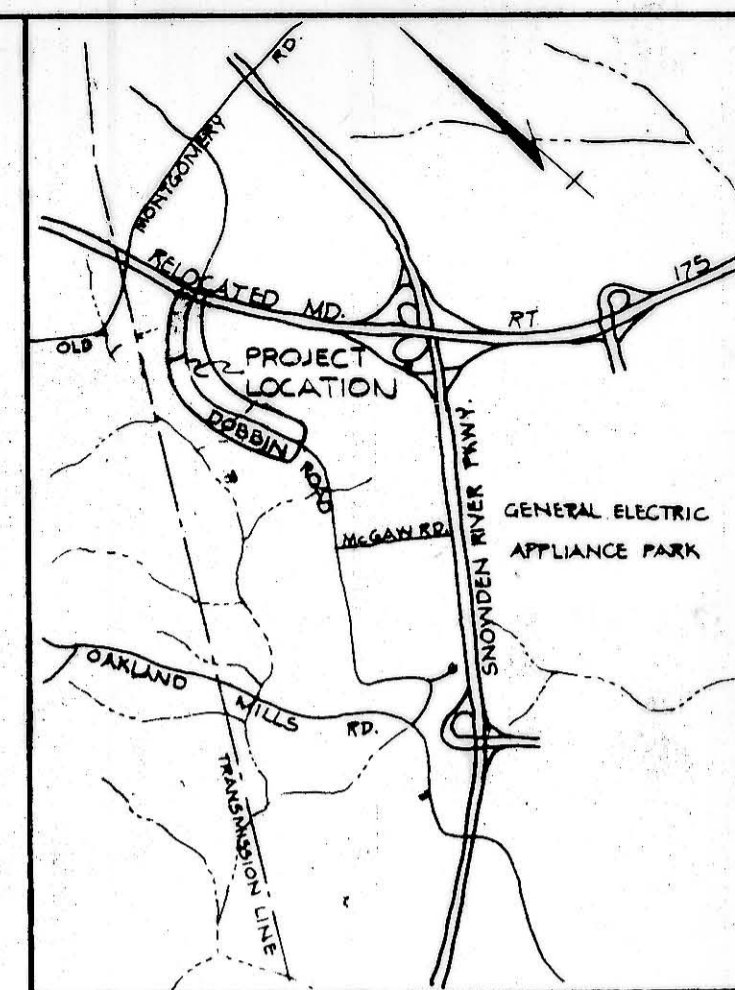 MONTGOMERY RD.
RELOCATED MD. RT. 175
OLD
PROJECT
LOCATION
DOBBIN ROAD
McGAW RD.
SNOWDEN RIVER PKWY.
GENERAL ELECTRIC
APPLIANCE PARK
OAKLAND MILLS RD.
TRANSMISSION LINE